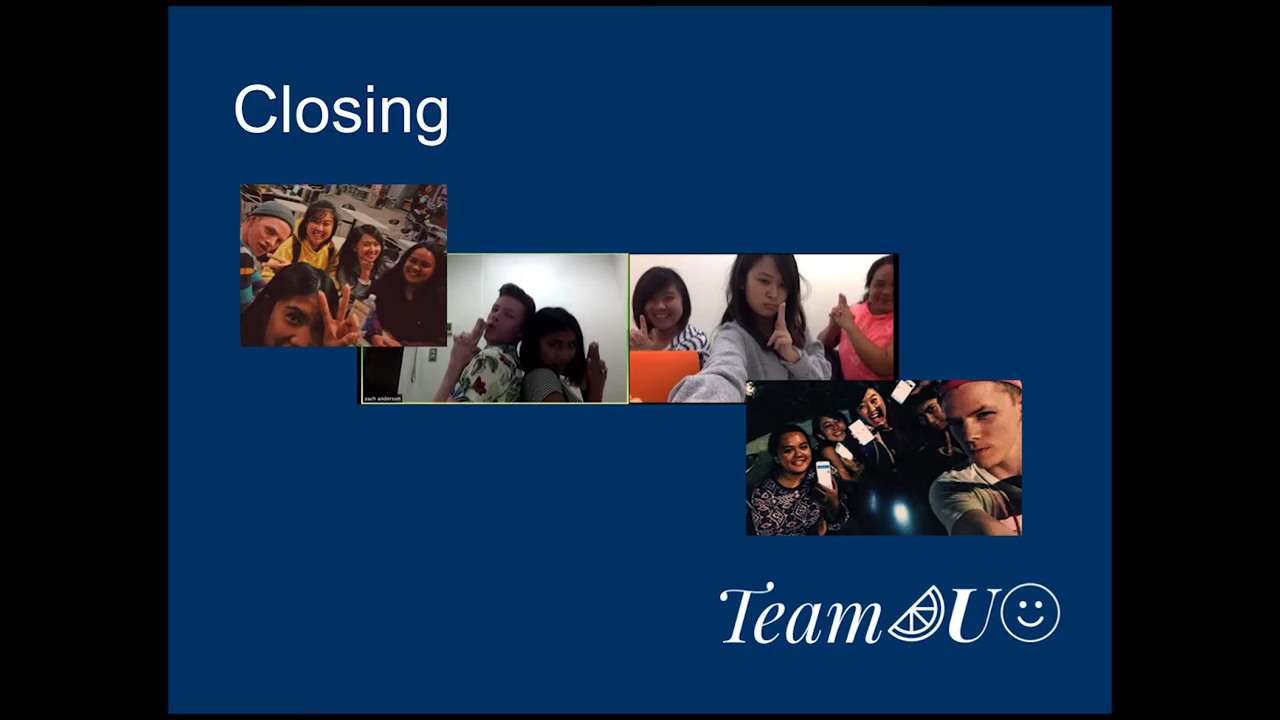 Closing
zach anderson
Team U